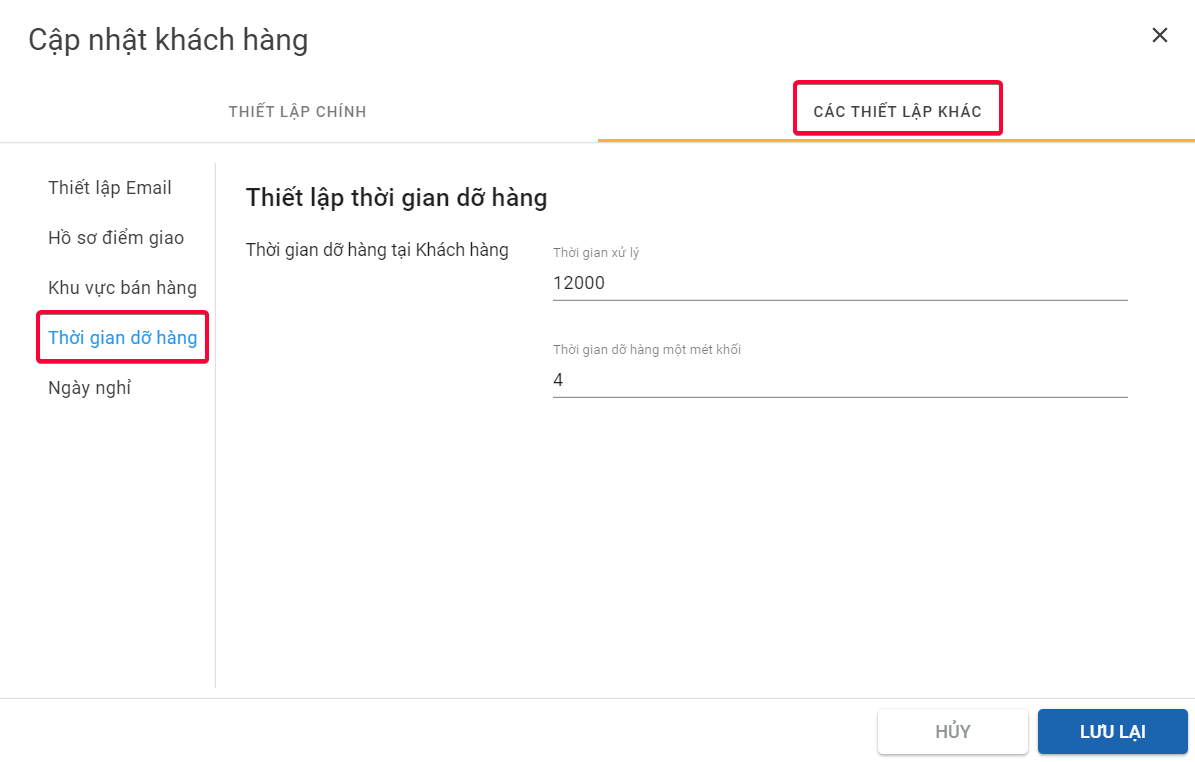 Cập nhật khách hàng
THIẾT LẬP CHÍNH
CÁC THIẾT LẬP KHÁC
Thiết lập Email
Hồ sơ điểm giao
Khu vực bán hàng
Thời gian dỡ hàng
Ngày nghỉ
Thiết lập thời gian dỡ hàng
Thời gian dỡ hàng tại Khách hàng
Thời gian xử lý
12000
Thời gian dỡ hàng một mét khối
4
HỦY
LƯU LẠI